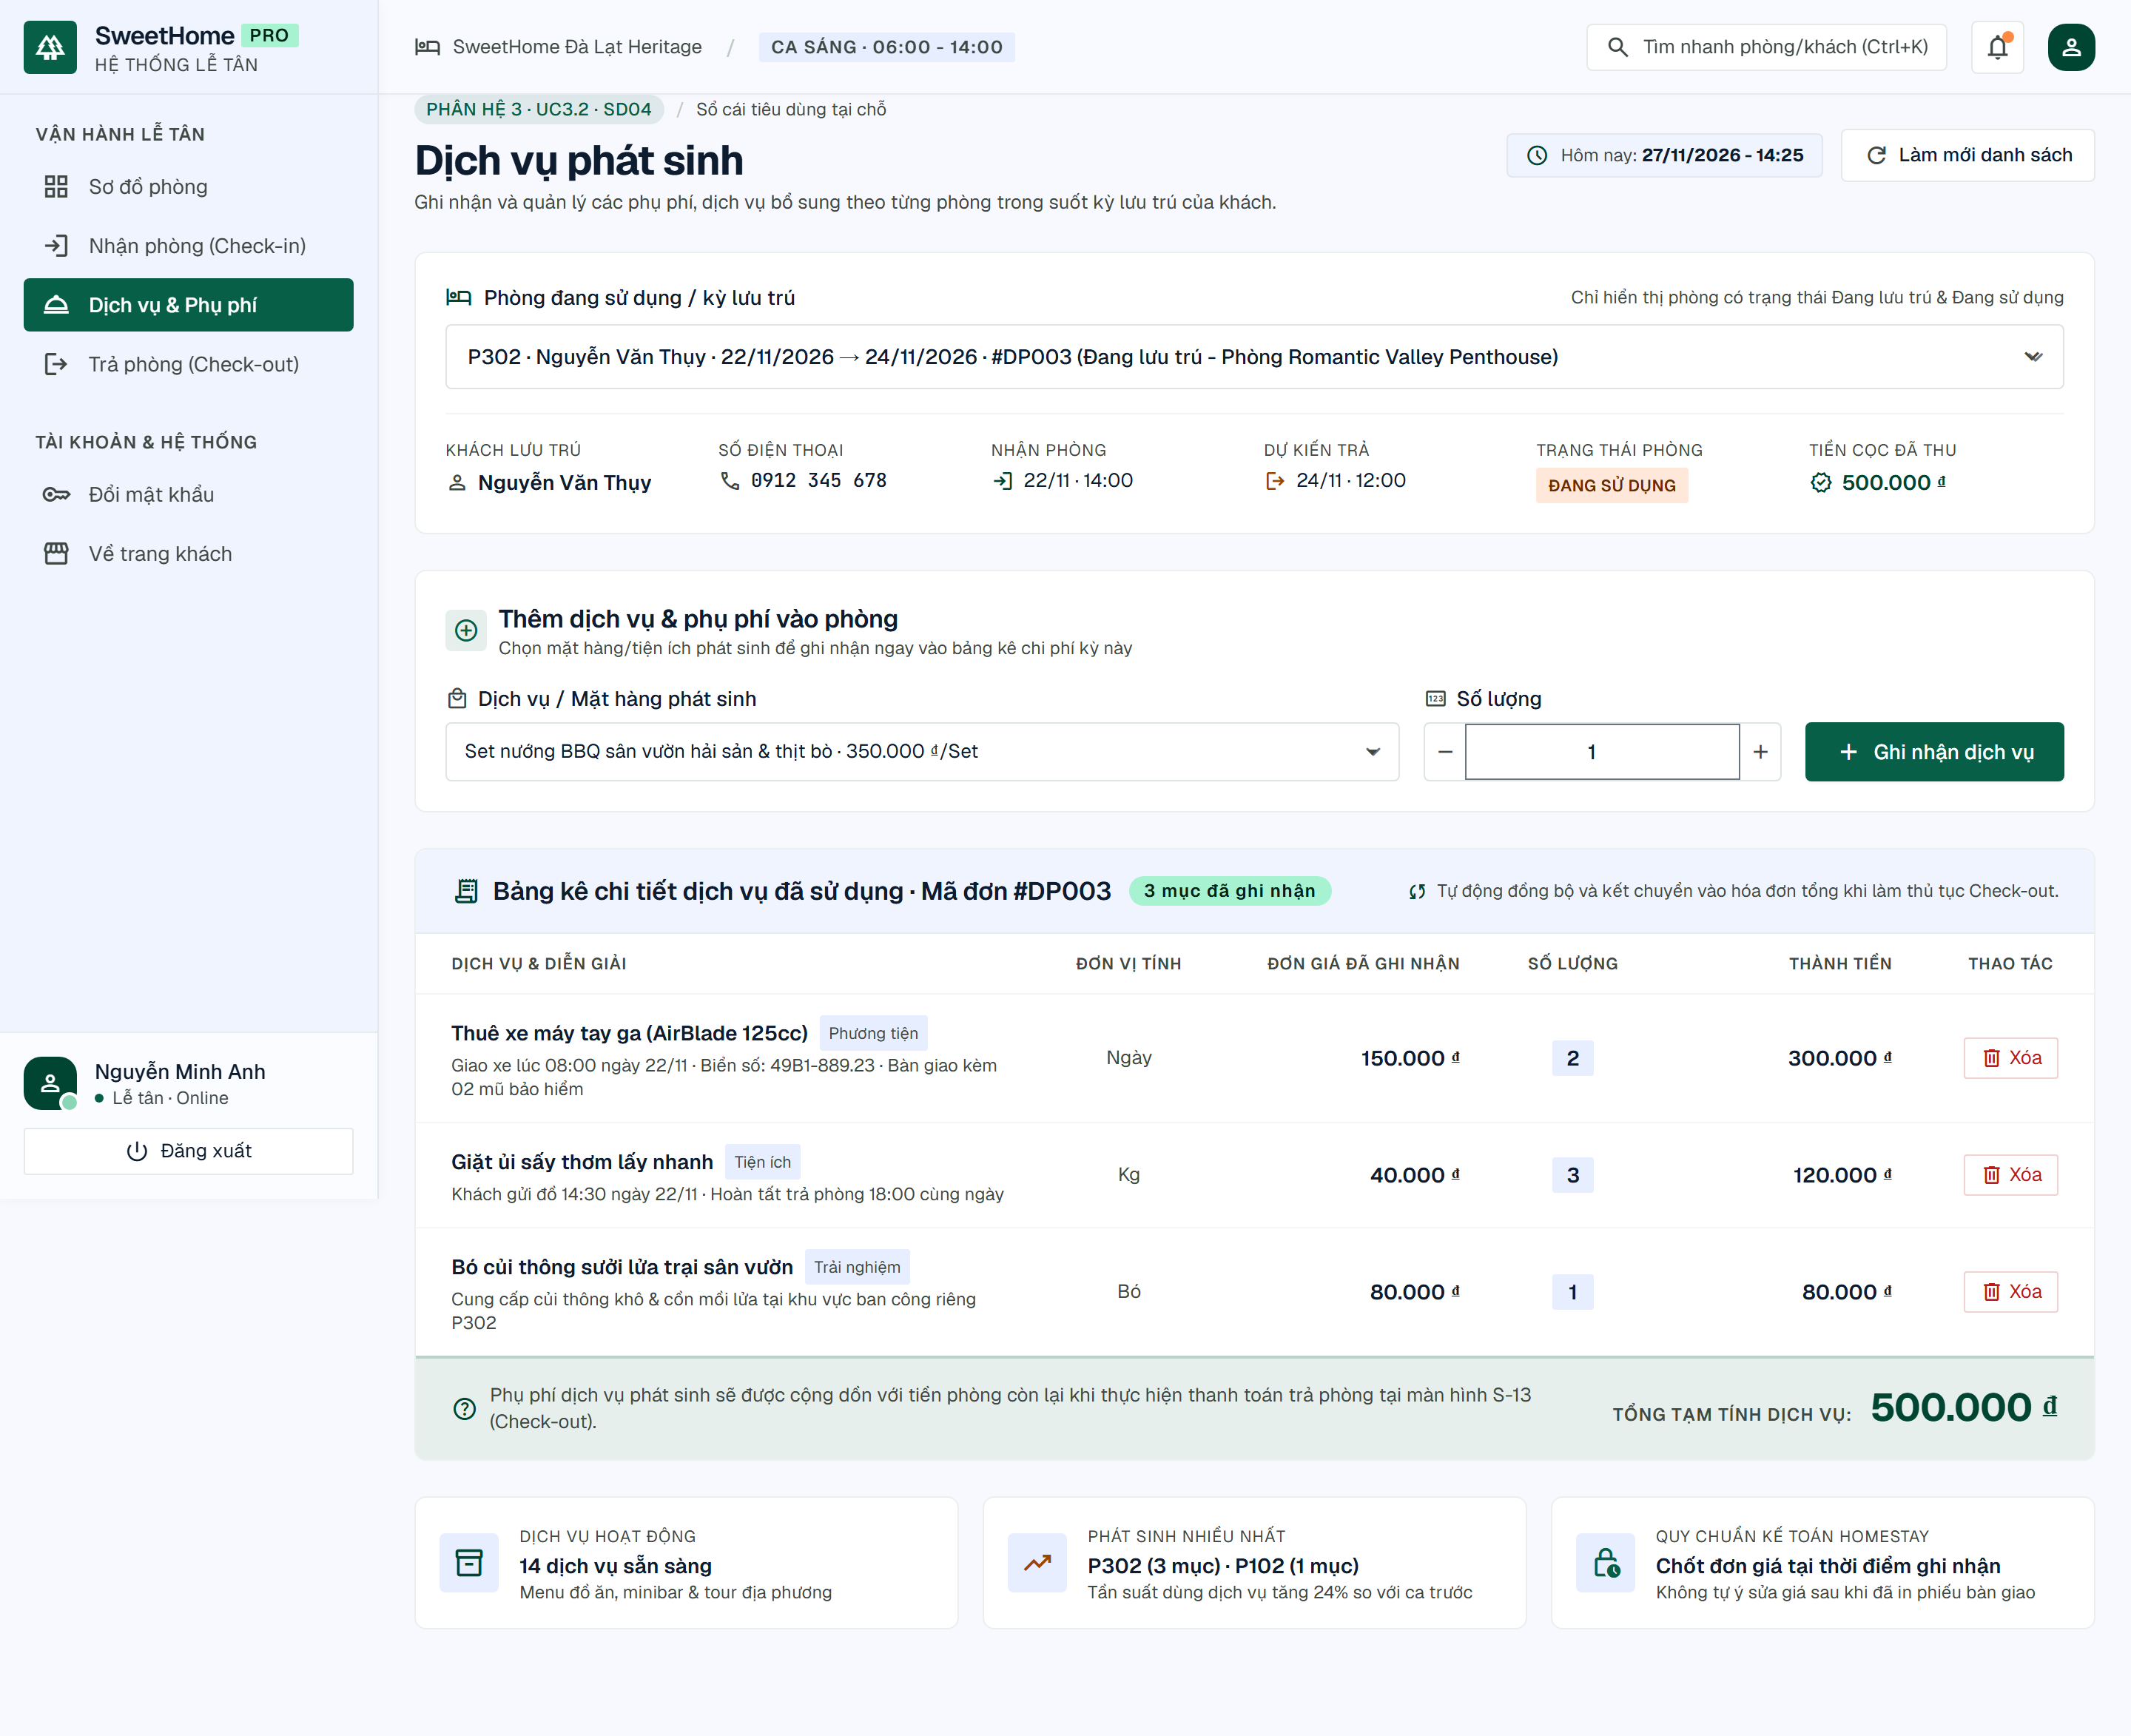 SweetHome PRO
HỆ THỐNG LỄ TÂN
SweetHome Đà Lạt Heritage / CA SÁNG · 06:00 - 14:00
Tìm nhanh phòng/khách (Ctrl+K)
VẬN HÀNH LỄ TÂN
Sơ đồ phòng
Nhận phòng (Check-in)
Dịch vụ & Phụ phí
Trả phòng (Check-out)
TÀI KHOẢN & HỆ THỐNG
Đổi mật khẩu
Về trang khách
Nguyễn Minh Anh
Lễ tân · Online
Đăng xuất
PHÂN HỆ 3 · UC3.2 · SD04 / Sổ cái tiêu dùng tại chỗ
Dịch vụ phát sinh
Ghi nhận và quản lý các phụ phí, dịch vụ bổ sung theo từng phòng trong suốt kỳ lưu trú của khách.
Hôm nay: 27/11/2026 - 14:25
Làm mới danh sách
Phòng đang sử dụng / kỳ lưu trú
Chỉ hiển thị phòng có trạng thái Đang lưu trú & Đang sử dụng
P302 · Nguyễn Văn Thụy · 22/11/2026 → 24/11/2026 · #DP003 (Đang lưu trú - Phòng Romantic Valley Penthouse)
KHÁCH LƯU TRÚ
Nguyễn Văn Thụy
SỐ ĐIỆN THOẠI
0912 345 678
NHẬN PHÒNG
22/11 · 14:00
DỰ KIẾN TRẢ
24/11 · 12:00
TRẠNG THÁI PHÒNG
ĐANG SỬ DỤNG
TIỀN CỌC ĐÃ THU
500.000 ₫
Thêm dịch vụ & phụ phí vào phòng
Chọn mặt hàng/tiện ích phát sinh để ghi nhận ngay vào bảng kê chi phí kỳ này
Dịch vụ / Mặt hàng phát sinh
Set nướng BBQ sân vườn hải sản & thịt bò · 350.000 ₫/Set
123 Số lượng
− 1 +
+ Ghi nhận dịch vụ
Bảng kê chi tiết dịch vụ đã sử dụng · Mã đơn #DP003
3 mục đã ghi nhận
Tự động đồng bộ và kết chuyển vào hóa đơn tổng khi làm thủ tục Check-out.
DỊCH VỤ & DIỄN GIẢI ĐƠN VỊ TÍNH ĐƠN GIÁ ĐÃ GHI NHẬN SỐ LƯỢNG THÀNH TIỀN THAO TÁC
Thuê xe máy tay ga (AirBlade 125cc) Phương tiện
Giao xe lúc 08:00 ngày 22/11 · Biển số: 49B1-889.23 · Bàn giao kèm
02 mũ bảo hiểm
Ngày 150.000 ₫ 2 300.000 ₫ Xóa
Giặt ủi sấy thơm lấy nhanh Tiện ích
Khách gửi đồ 14:30 ngày 22/11 · Hoàn tất trả phòng 18:00 cùng ngày
Kg 40.000 ₫ 3 120.000 ₫ Xóa
Bó củi thông sưởi lửa trại sân vườn Trải nghiệm
Cung cấp củi thông khô & cồn mồi lửa tại khu vực ban công riêng
P302
Bó 80.000 ₫ 1 80.000 ₫ Xóa
Phụ phí dịch vụ phát sinh sẽ được cộng dồn với tiền phòng còn lại khi thực hiện thanh toán trả phòng tại màn hình S-13
(Check-out).
TỔNG TẠM TÍNH DỊCH VỤ: 500.000 ₫
DỊCH VỤ HOẠT ĐỘNG
14 dịch vụ sẵn sàng
Menu đồ ăn, minibar & tour địa phương
PHÁT SINH NHIỀU NHẤT
P302 (3 mục) · P102 (1 mục)
Tần suất dùng dịch vụ tăng 24% so với ca trước
QUY CHUẨN KẾ TOÁN HOMESTAY
Chốt đơn giá tại thời điểm ghi nhận
Không tự ý sửa giá sau khi đã in phiếu bàn giao